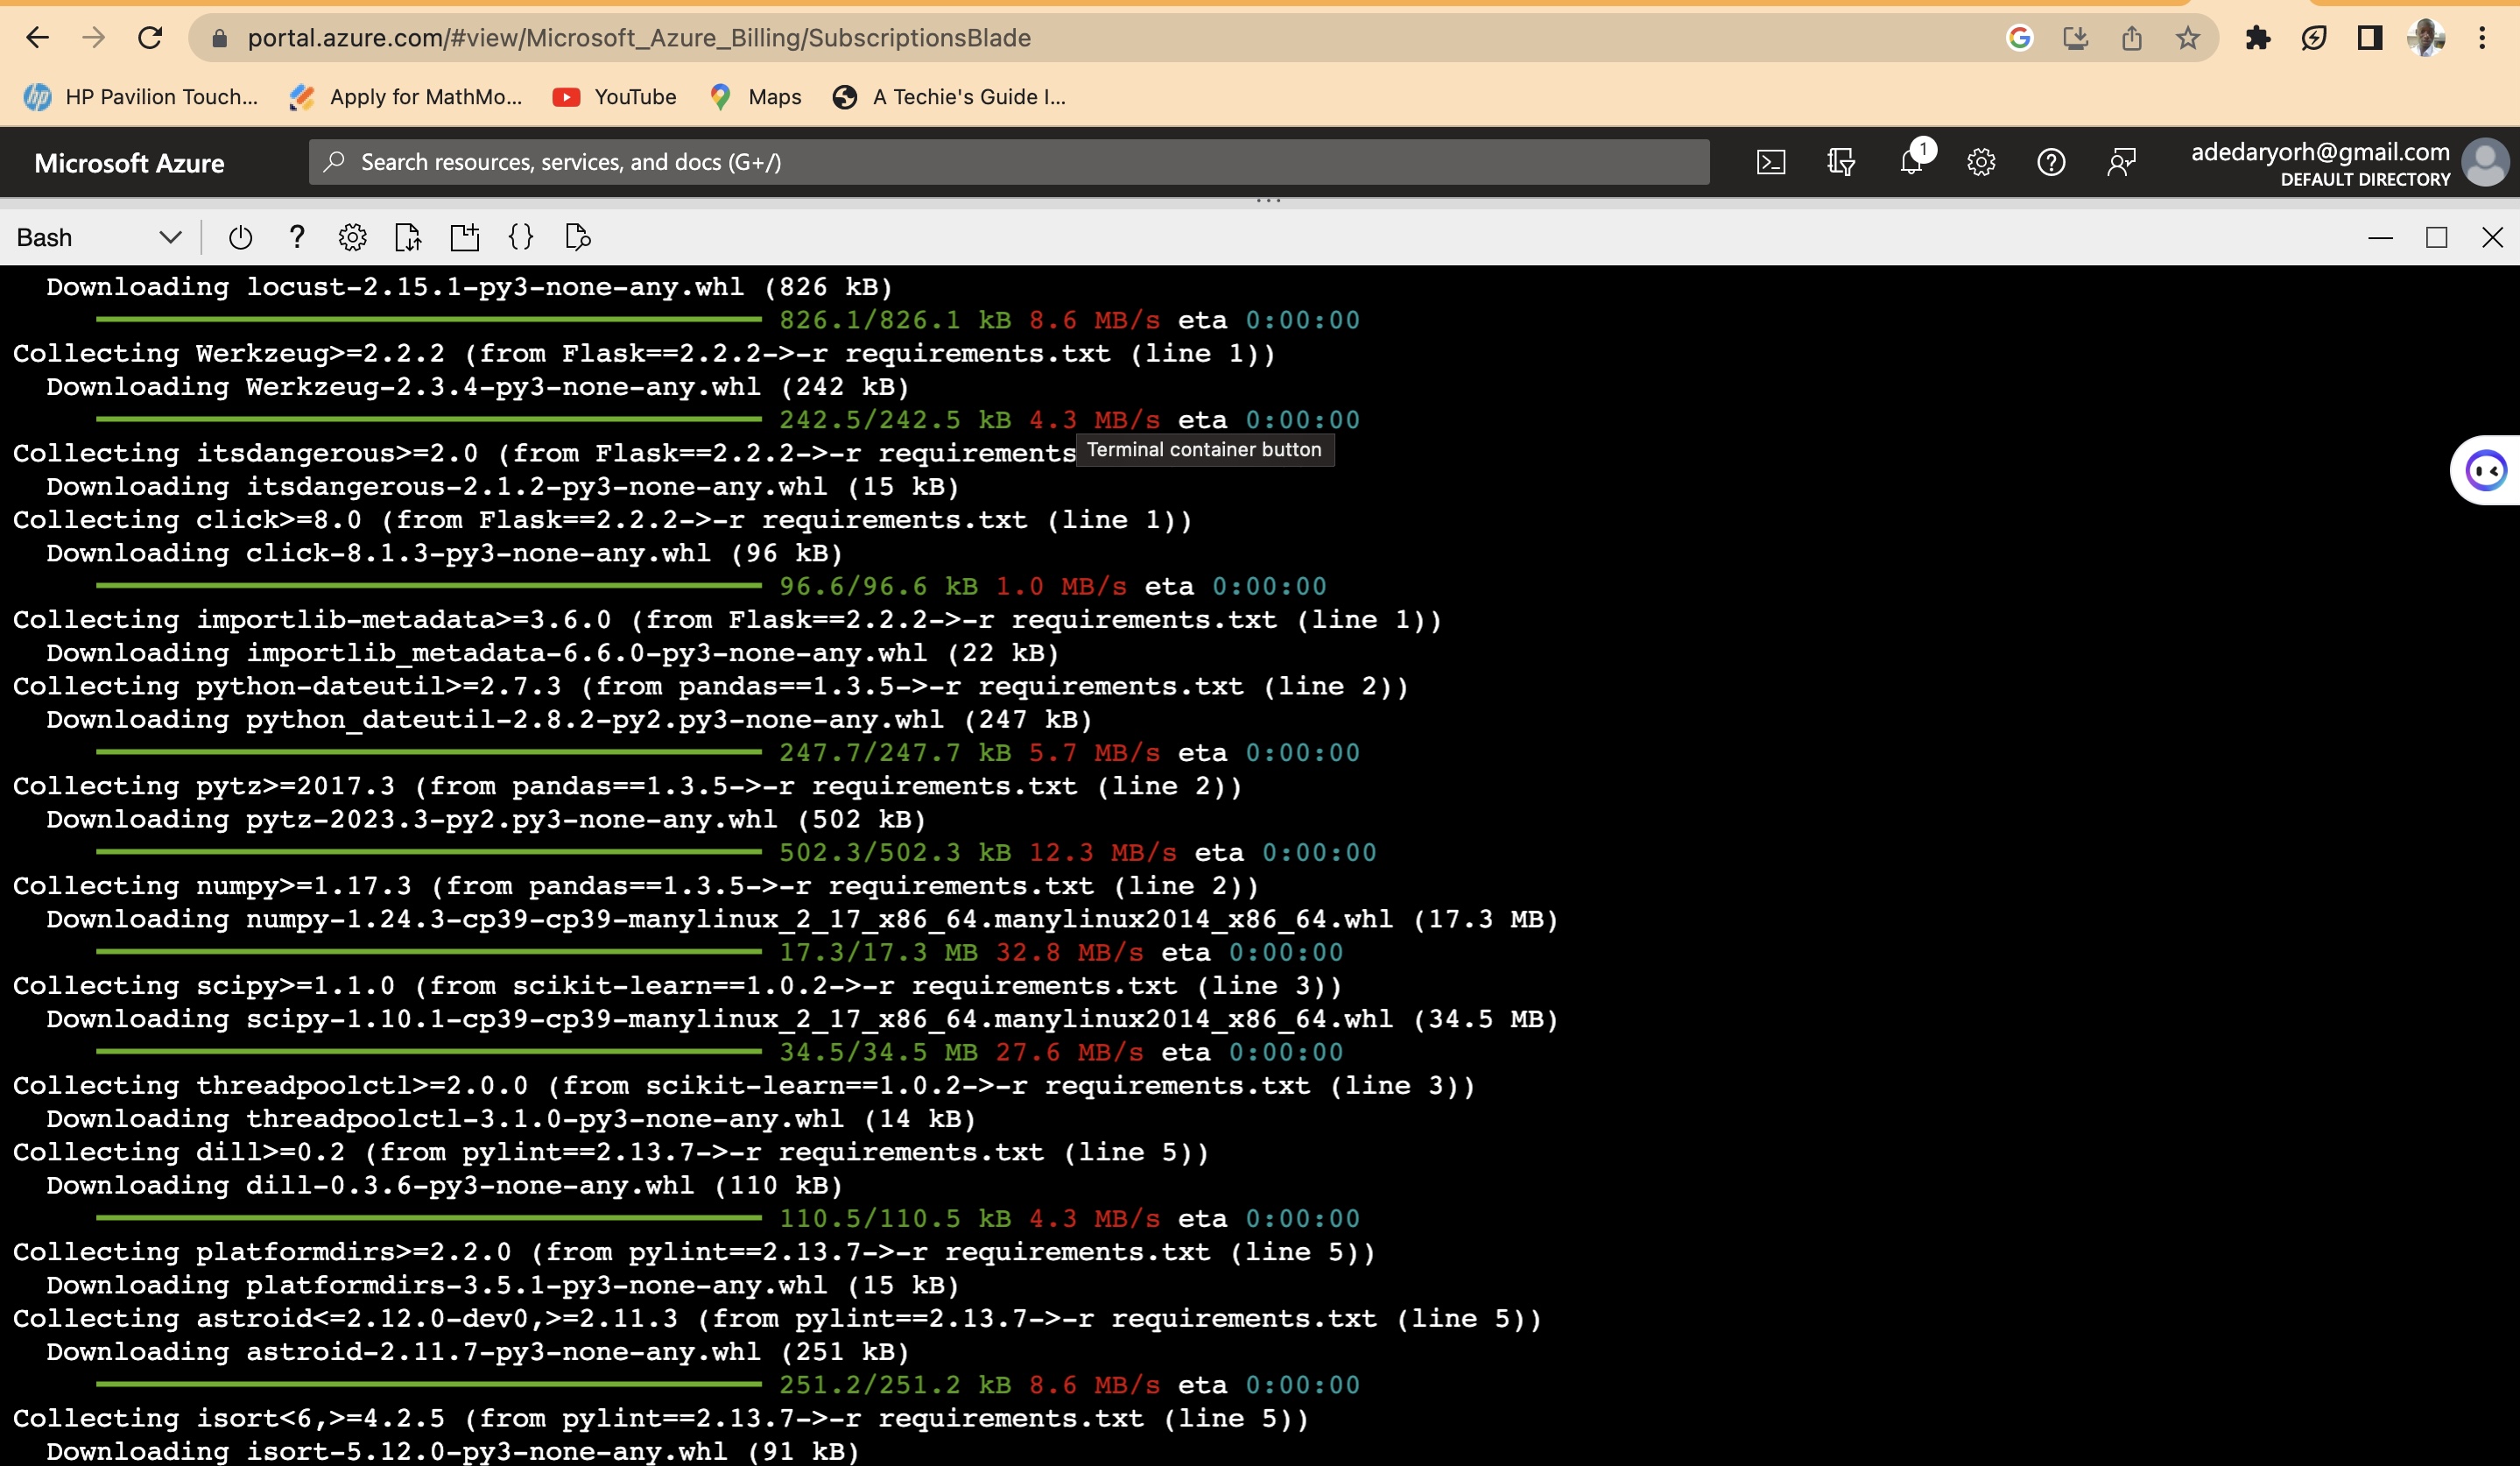 portal.azure.com/#view/Microsoft_Azure_Billing/SubscriptionsBlade
HP Pavilion Touch... Apply for MathMo... YouTube Maps A Techie's Guide I...
Microsoft Azure Search resources, services, and docs (G+/) 1 adedaryorh@gmail.com
DEFAULT DIRECTORY
Bash
Downloading locust-2.15.1-py3-none-any.whl (826 kB)
826.1/826.1 kB 8.6 MB/s eta 0:00:00
Collecting Werkzeug>=2.2.2 (from Flask==2.2.2->-r requirements.txt (line 1))
Downloading Werkzeug-2.3.4-py3-none-any.whl (242 kB)
242.5/242.5 kB 4.3 MB/s eta 0:00:00
Collecting itsdangerous>=2.0 (from Flask==2.2.2->-r requirements
Terminal container button
Downloading itsdangerous-2.1.2-py3-none-any.whl (15 kB)
Collecting click>=8.0 (from Flask==2.2.2->-r requirements.txt (line 1))
Downloading click-8.1.3-py3-none-any.whl (96 kB)
96.6/96.6 kB 1.0 MB/s eta 0:00:00
Collecting importlib-metadata>=3.6.0 (from Flask==2.2.2->-r requirements.txt (line 1))
Downloading importlib_metadata-6.6.0-py3-none-any.whl (22 kB)
Collecting python-dateutil>=2.7.3 (from pandas==1.3.5->-r requirements.txt (line 2))
Downloading python_dateutil-2.8.2-py2.py3-none-any.whl (247 kB)
247.7/247.7 kB 5.7 MB/s eta 0:00:00
Collecting pytz>=2017.3 (from pandas==1.3.5->-r requirements.txt (line 2))
Downloading pytz-2023.3-py2.py3-none-any.whl (502 kB)
502.3/502.3 kB 12.3 MB/s eta 0:00:00
Collecting numpy>=1.17.3 (from pandas==1.3.5->-r requirements.txt (line 2))
Downloading numpy-1.24.3-cp39-cp39-manylinux_2_17_x86_64.manylinux2014_x86_64.whl (17.3 MB)
17.3/17.3 MB 32.8 MB/s eta 0:00:00
Collecting scipy>=1.1.0 (from scikit-learn==1.0.2->-r requirements.txt (line 3))
Downloading scipy-1.10.1-cp39-cp39-manylinux_2_17_x86_64.manylinux2014_x86_64.whl (34.5 MB)
34.5/34.5 MB 27.6 MB/s eta 0:00:00
Collecting threadpoolctl>=2.0.0 (from scikit-learn==1.0.2->-r requirements.txt (line 3))
Downloading threadpoolctl-3.1.0-py3-none-any.whl (14 kB)
Collecting dill>=0.2 (from pylint==2.13.7->-r requirements.txt (line 5))
Downloading dill-0.3.6-py3-none-any.whl (110 kB)
110.5/110.5 kB 4.3 MB/s eta 0:00:00
Collecting platformdirs>=2.2.0 (from pylint==2.13.7->-r requirements.txt (line 5))
Downloading platformdirs-3.5.1-py3-none-any.whl (15 kB)
Collecting astroid<=2.12.0-dev0,>=2.11.3 (from pylint==2.13.7->-r requirements.txt (line 5))
Downloading astroid-2.11.7-py3-none-any.whl (251 kB)
251.2/251.2 kB 8.6 MB/s eta 0:00:00
Collecting isort<6,>=4.2.5 (from pylint==2.13.7->-r requirements.txt (line 5))
Downloading isort-5.12.0-py3-none-any.whl (91 kB)